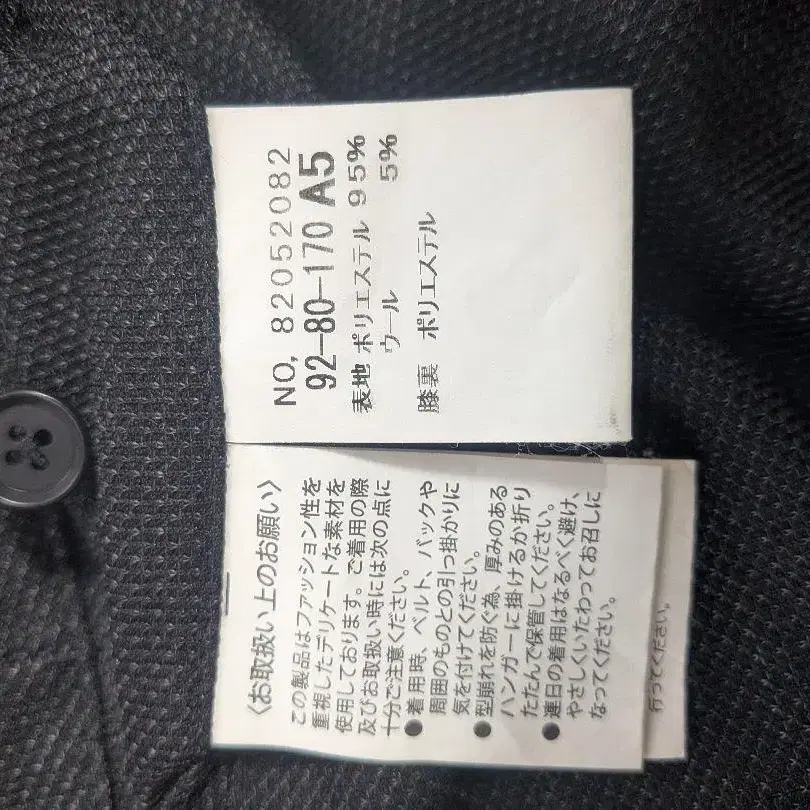 NO, 82052082
92-80-170 A5
表地 ポリエステル 95%
ウール 5%
膝裏 ポリエステル
〈お取扱い上のお願い〉
この製品はファッション性を
重視したデリケートな素材を
使用しております。ご着用の際
及びお取扱い時には次の点に
十分ご注意ください。
●着用時、ベルト、バックや
周囲のものとの引っ掛かりに
気を付けてください。
●型崩れを防ぐ為、厚みのある
ハンガーに掛けるか折り
たたんで保管してください。
●連日の着用はなるべく避け、
やさしくいたわってお召しに
なってください。
行ってください。